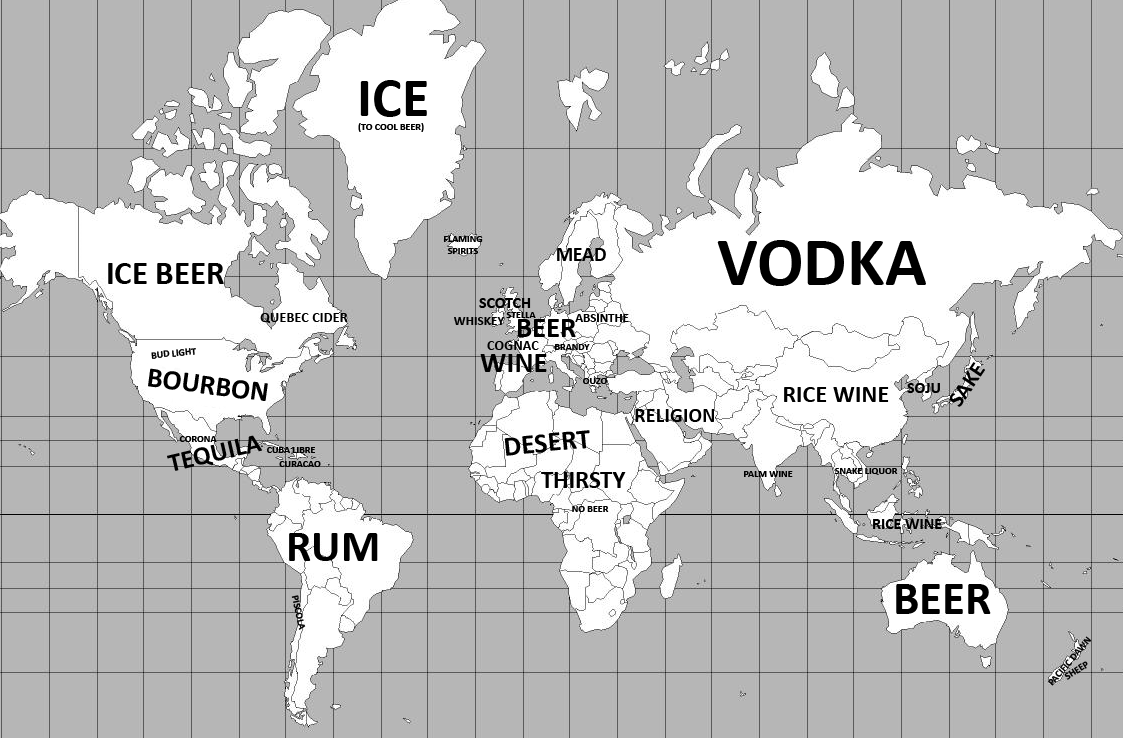 ICE
(TO COOL BEER)
FLAMING
SPIRITS
MEAD
VODKA
ICE BEER
SCOTCH
STELLA
QUEBEC CIDER
WHISKEY
BEER
ABSINTHE
COGNAC
BRANDY
BUD LIGHT
WINE
BOURBON
OUZO
RICE WINE
SOJU
SAKE
RELIGION
CORONA
DESERT
TEQUILA
CUBA LIBRE
CURACAO
THIRSTY
PALM WINE
SNAKE LIQUOR
NO BEER
RICE WINE
RUM
BEER
PISCOLA
PACIFIC DAWN
SHEEP